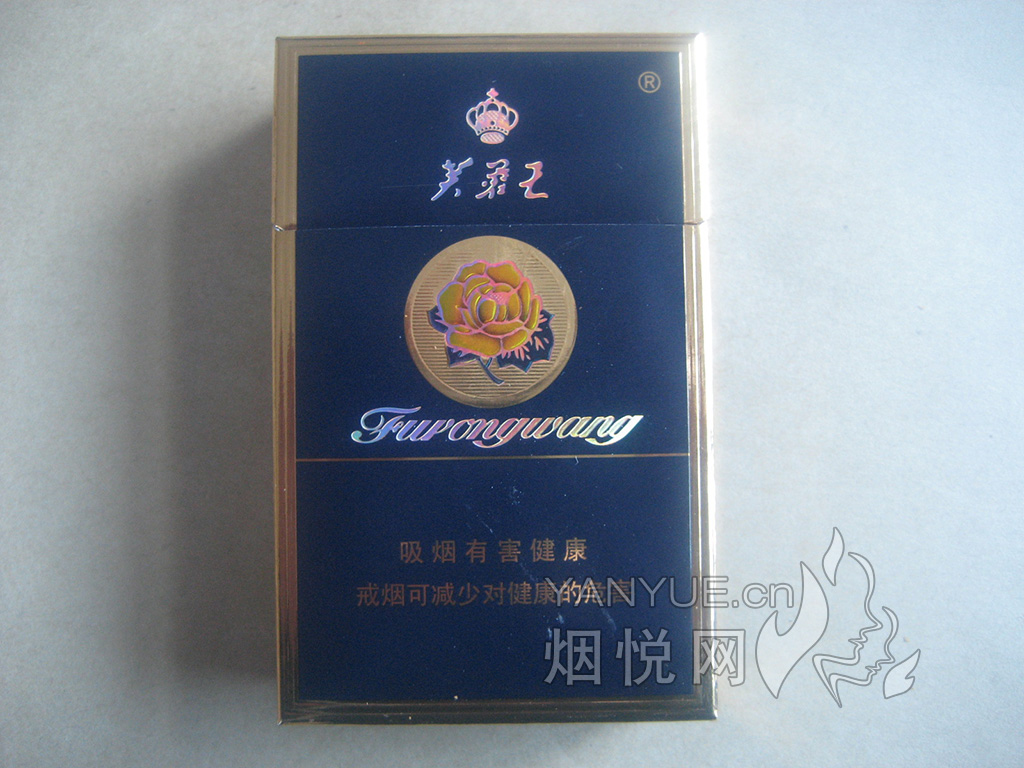 ®
芙蓉王
Furongwang
吸烟有害健康
戒烟可减少对健康的危害
YANYUE.cn
烟悦网